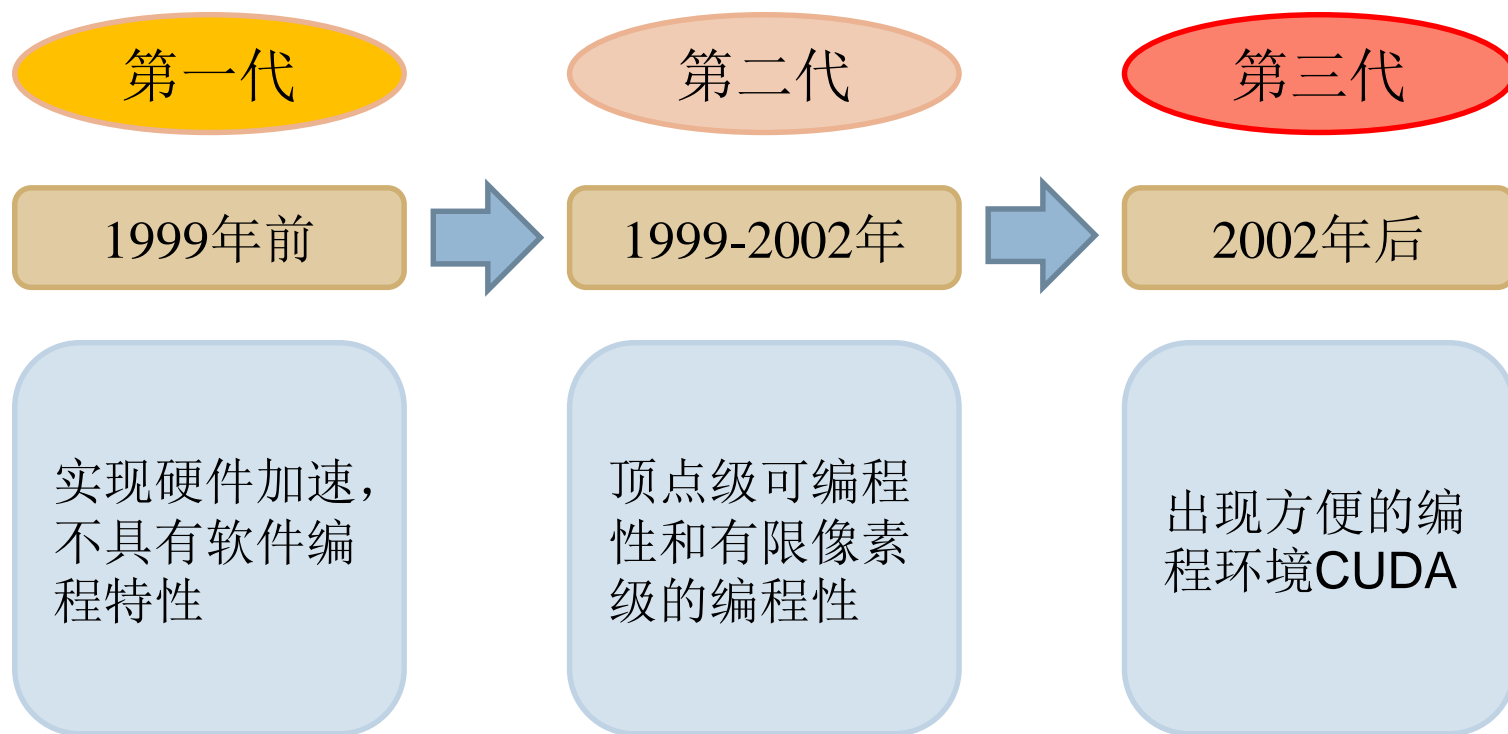 第一代
第二代
第三代
1999年前
1999-2002年
2002年后
实现硬件加速，
不具有软件编
程特性
顶点级可编程
性和有限像素
级的编程性
出现方便的编
程环境CUDA